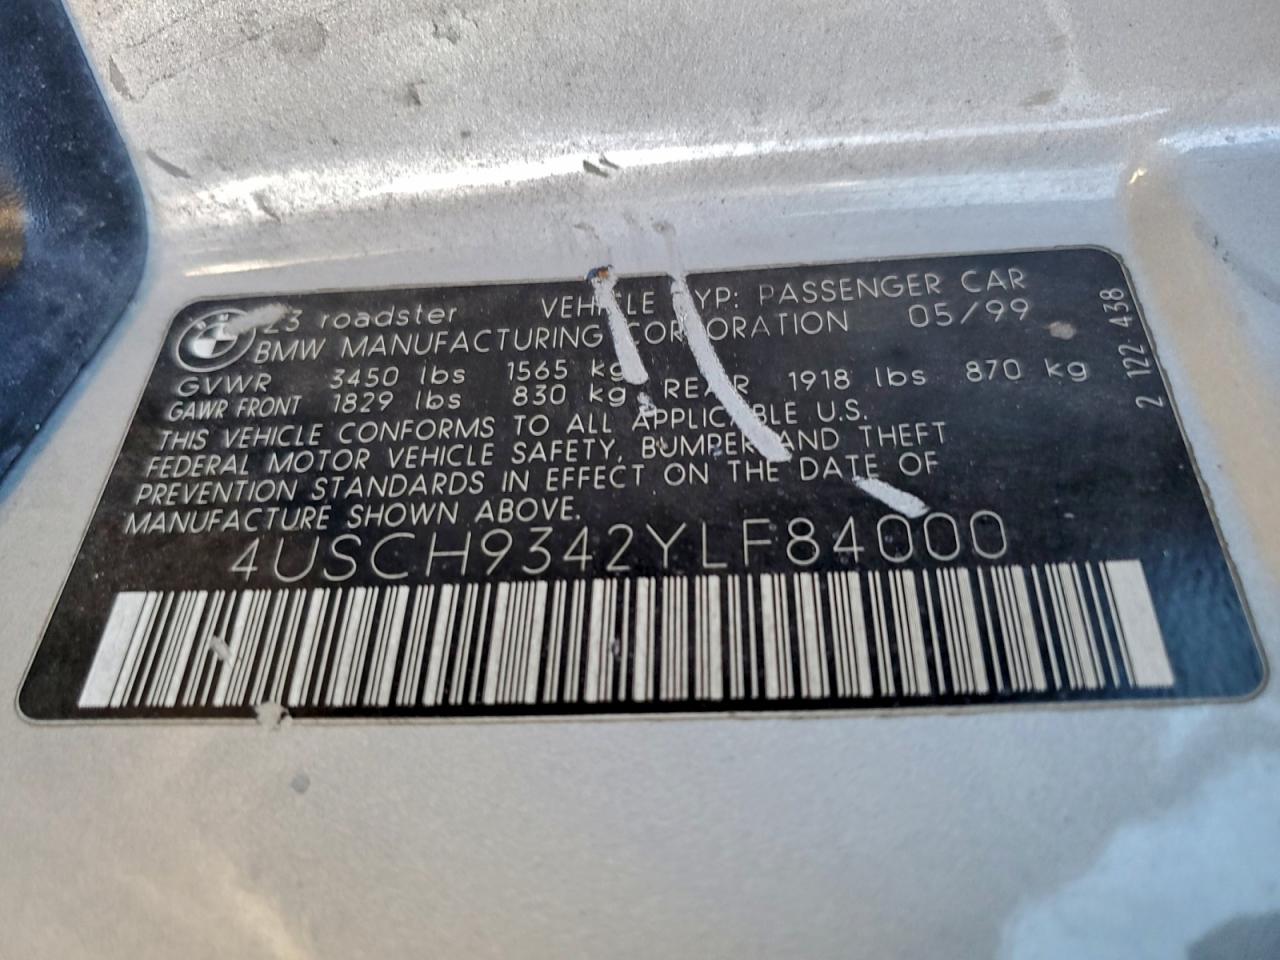 Z3 roadster VEHICLE TYP: PASSENGER CAR
BMW MANUFACTURING CORPORATION 05/99
GVWR 3450 lbs 1565 kg
GAWR FRONT 1829 lbs 830 kg REAR 1918 lbs 870 kg
THIS VEHICLE CONFORMS TO ALL APPLICABLE U.S.
FEDERAL MOTOR VEHICLE SAFETY, BUMPER AND THEFT
PREVENTION STANDARDS IN EFFECT ON THE DATE OF
MANUFACTURE SHOWN ABOVE.
4USCH9342YLF84000
2 122 438